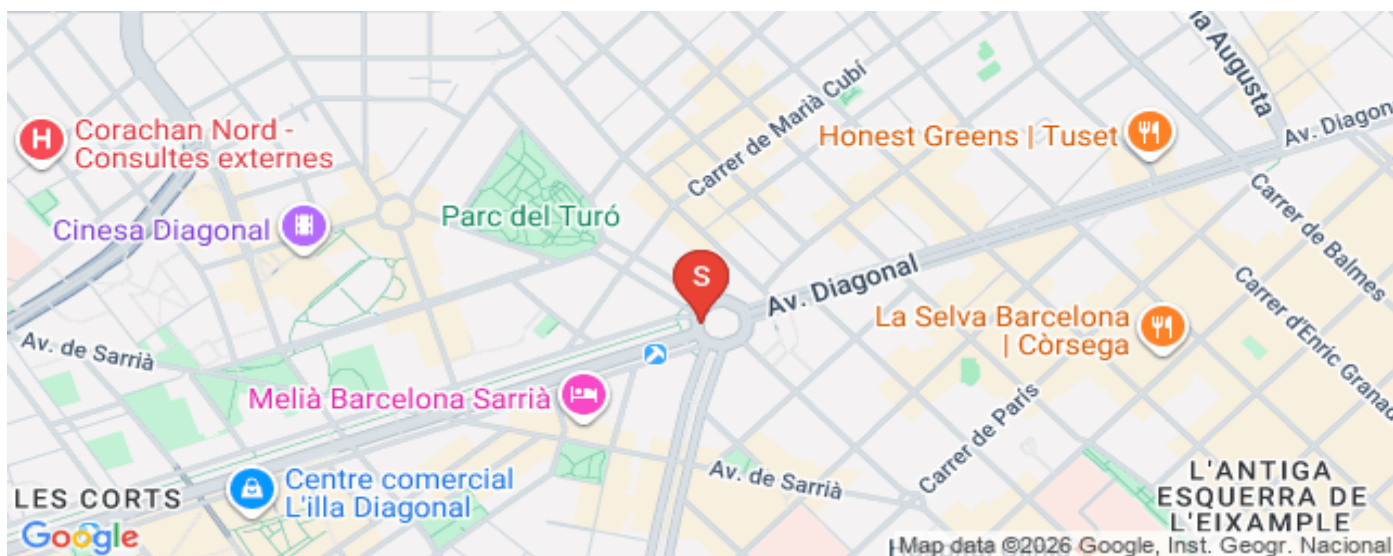 a Augusta
Carrer de Marià Cubí
Corachan Nord -
Consultes externes
H
Honest Greens | Tuset
Av. Diagon
Parc del Turó
Cinesa Diagonal
Carrer de Balmes
S
Av. Diagonal
La Selva Barcelona
| Còrsega
Carrer d'Enric Granad
Av. de Sarrià
Melià Barcelona Sarrià
Carrer de París
Av. de Sarrià
Centre comercial
L'illa Diagonal
LES CORTS
L'ANTIGA
ESQUERRA DE
L'EIXAMPLE
Google
Map data ©2026 Google, Inst. Geogr. Nacional